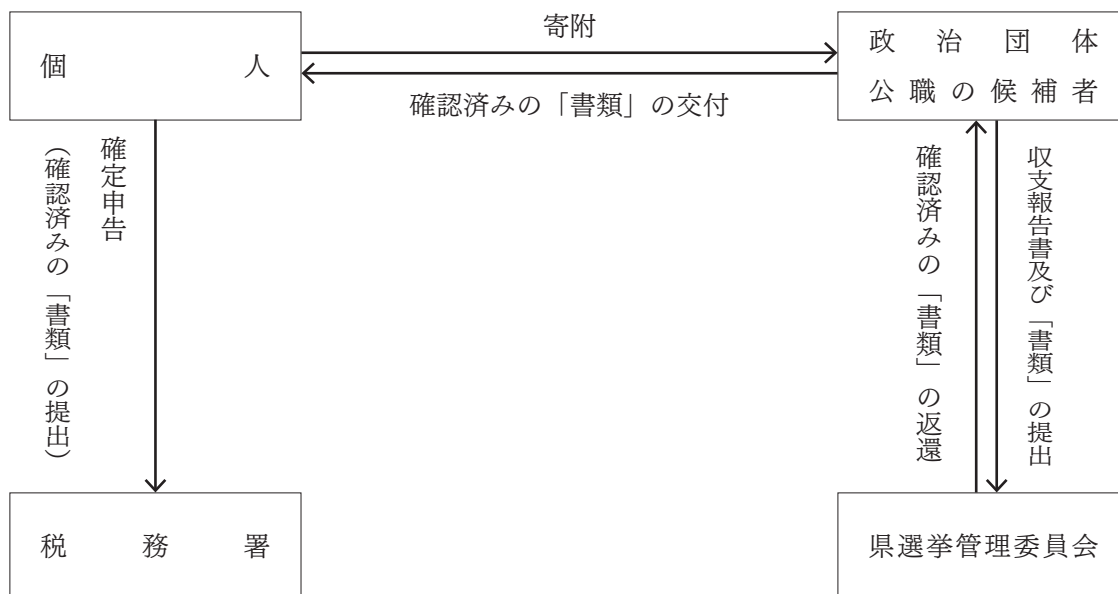 個人
寄附
確認済みの「書類」の交付
政治団体
公職の候補者
確定申告
（確認済みの「書類」の提出）
収支報告書及び「書類」の提出
確認済みの「書類」の返還
税務署
県選挙管理委員会